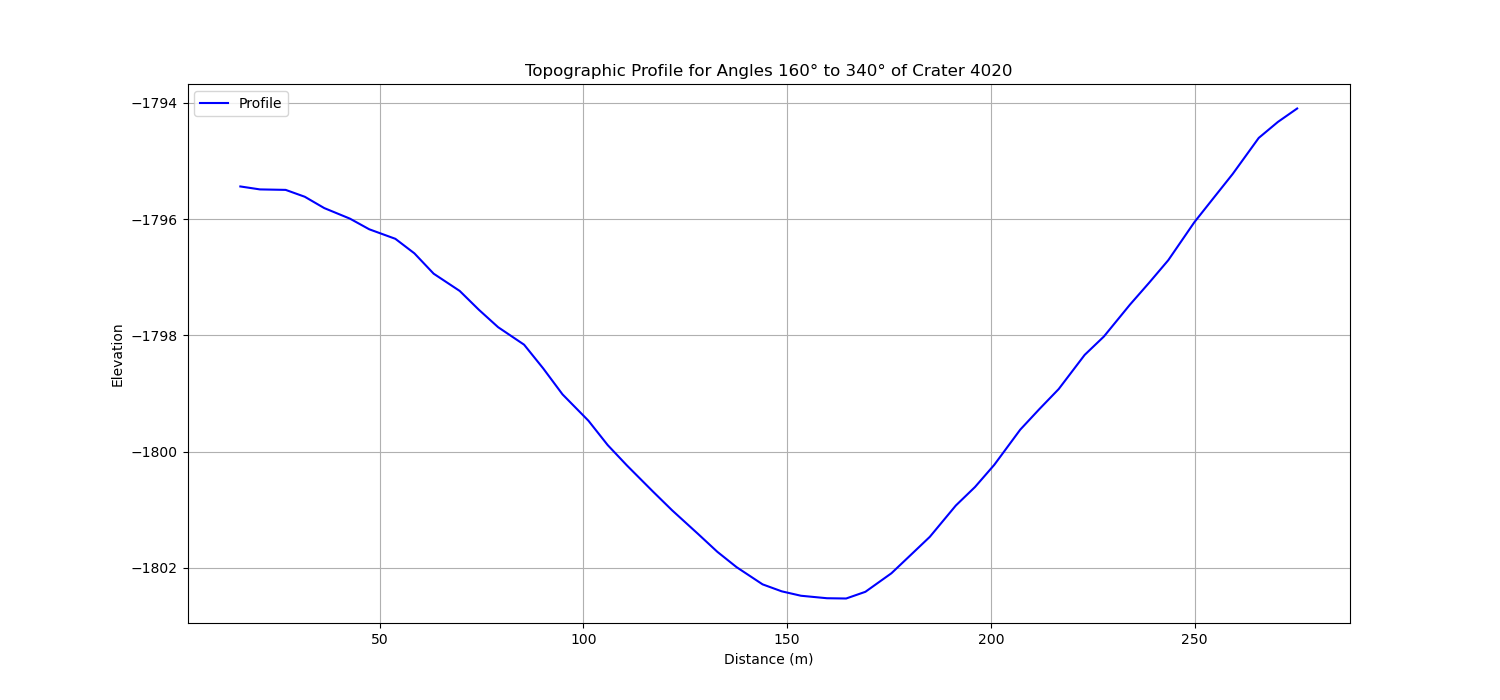 Topographic Profile for Angles 160° to 340° of Crater 4020
Profile
−1794
−1796
−1798
−1800
−1802
Elevation
50
100
150
200
250
Distance (m)